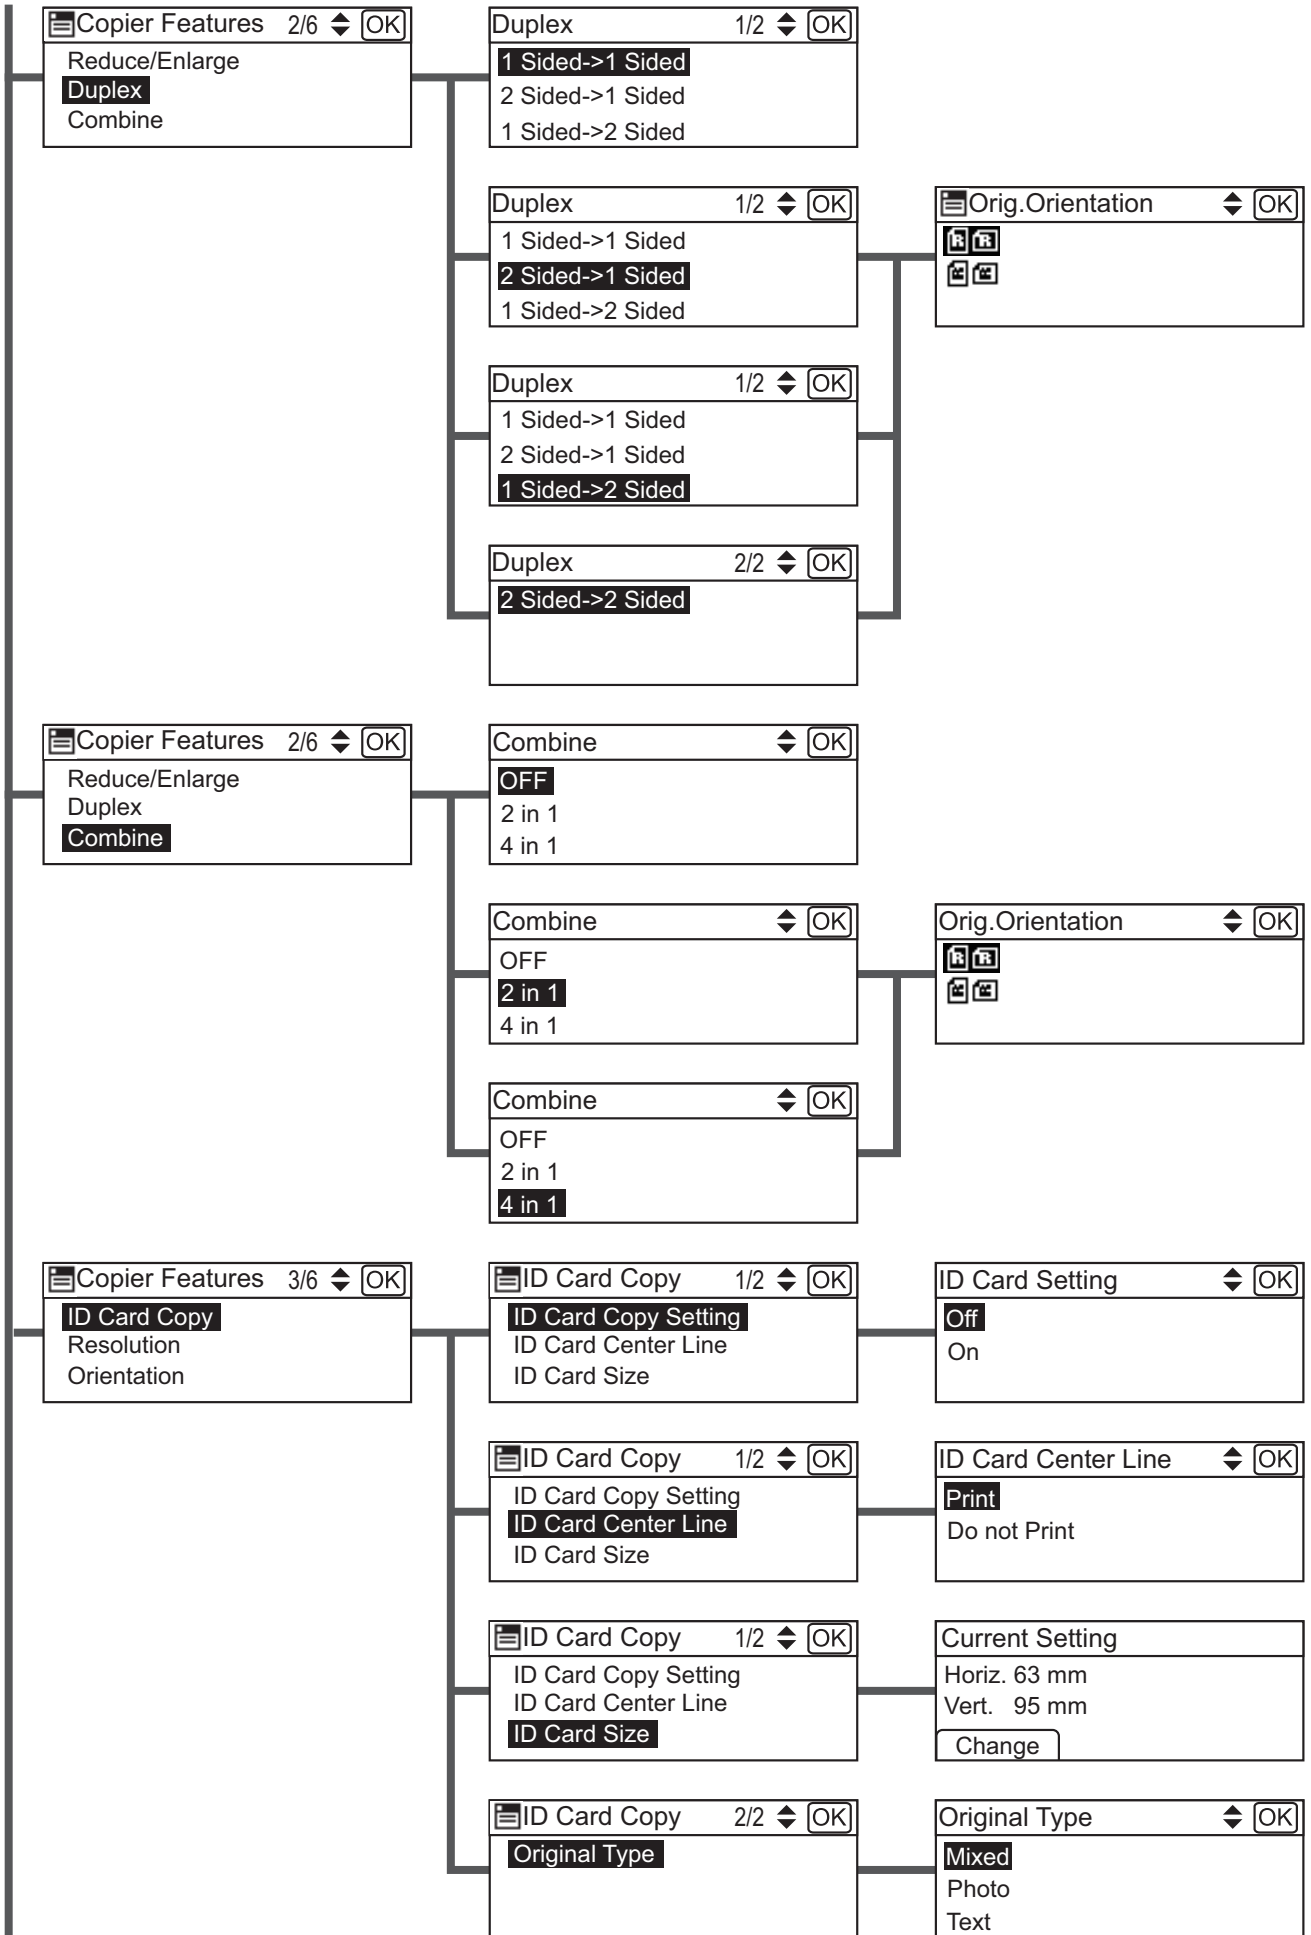 Copier Features 2/6 OK
Reduce/Enlarge
Duplex
Combine
Duplex 1/2 OK
1 Sided->1 Sided
2 Sided->1 Sided
1 Sided->2 Sided
Duplex 1/2 OK
1 Sided->1 Sided
2 Sided->1 Sided
1 Sided->2 Sided
Orig.Orientation OK
R R
R R
Duplex 1/2 OK
1 Sided->1 Sided
2 Sided->1 Sided
1 Sided->2 Sided
Duplex 2/2 OK
2 Sided->2 Sided
Copier Features 2/6 OK
Reduce/Enlarge
Duplex
Combine
Combine OK
OFF
2 in 1
4 in 1
Combine OK
OFF
2 in 1
4 in 1
Orig.Orientation OK
R R
R R
Combine OK
OFF
2 in 1
4 in 1
Copier Features 3/6 OK
ID Card Copy
Resolution
Orientation
ID Card Copy 1/2 OK
ID Card Copy Setting
ID Card Center Line
ID Card Size
ID Card Setting OK
Off
On
ID Card Copy 1/2 OK
ID Card Copy Setting
ID Card Center Line
ID Card Size
ID Card Center Line OK
Print
Do not Print
ID Card Copy 1/2 OK
ID Card Copy Setting
ID Card Center Line
ID Card Size
Current Setting
Horiz. 63 mm
Vert. 95 mm
Change
ID Card Copy 2/2 OK
Original Type
Original Type OK
Mixed
Photo
Text